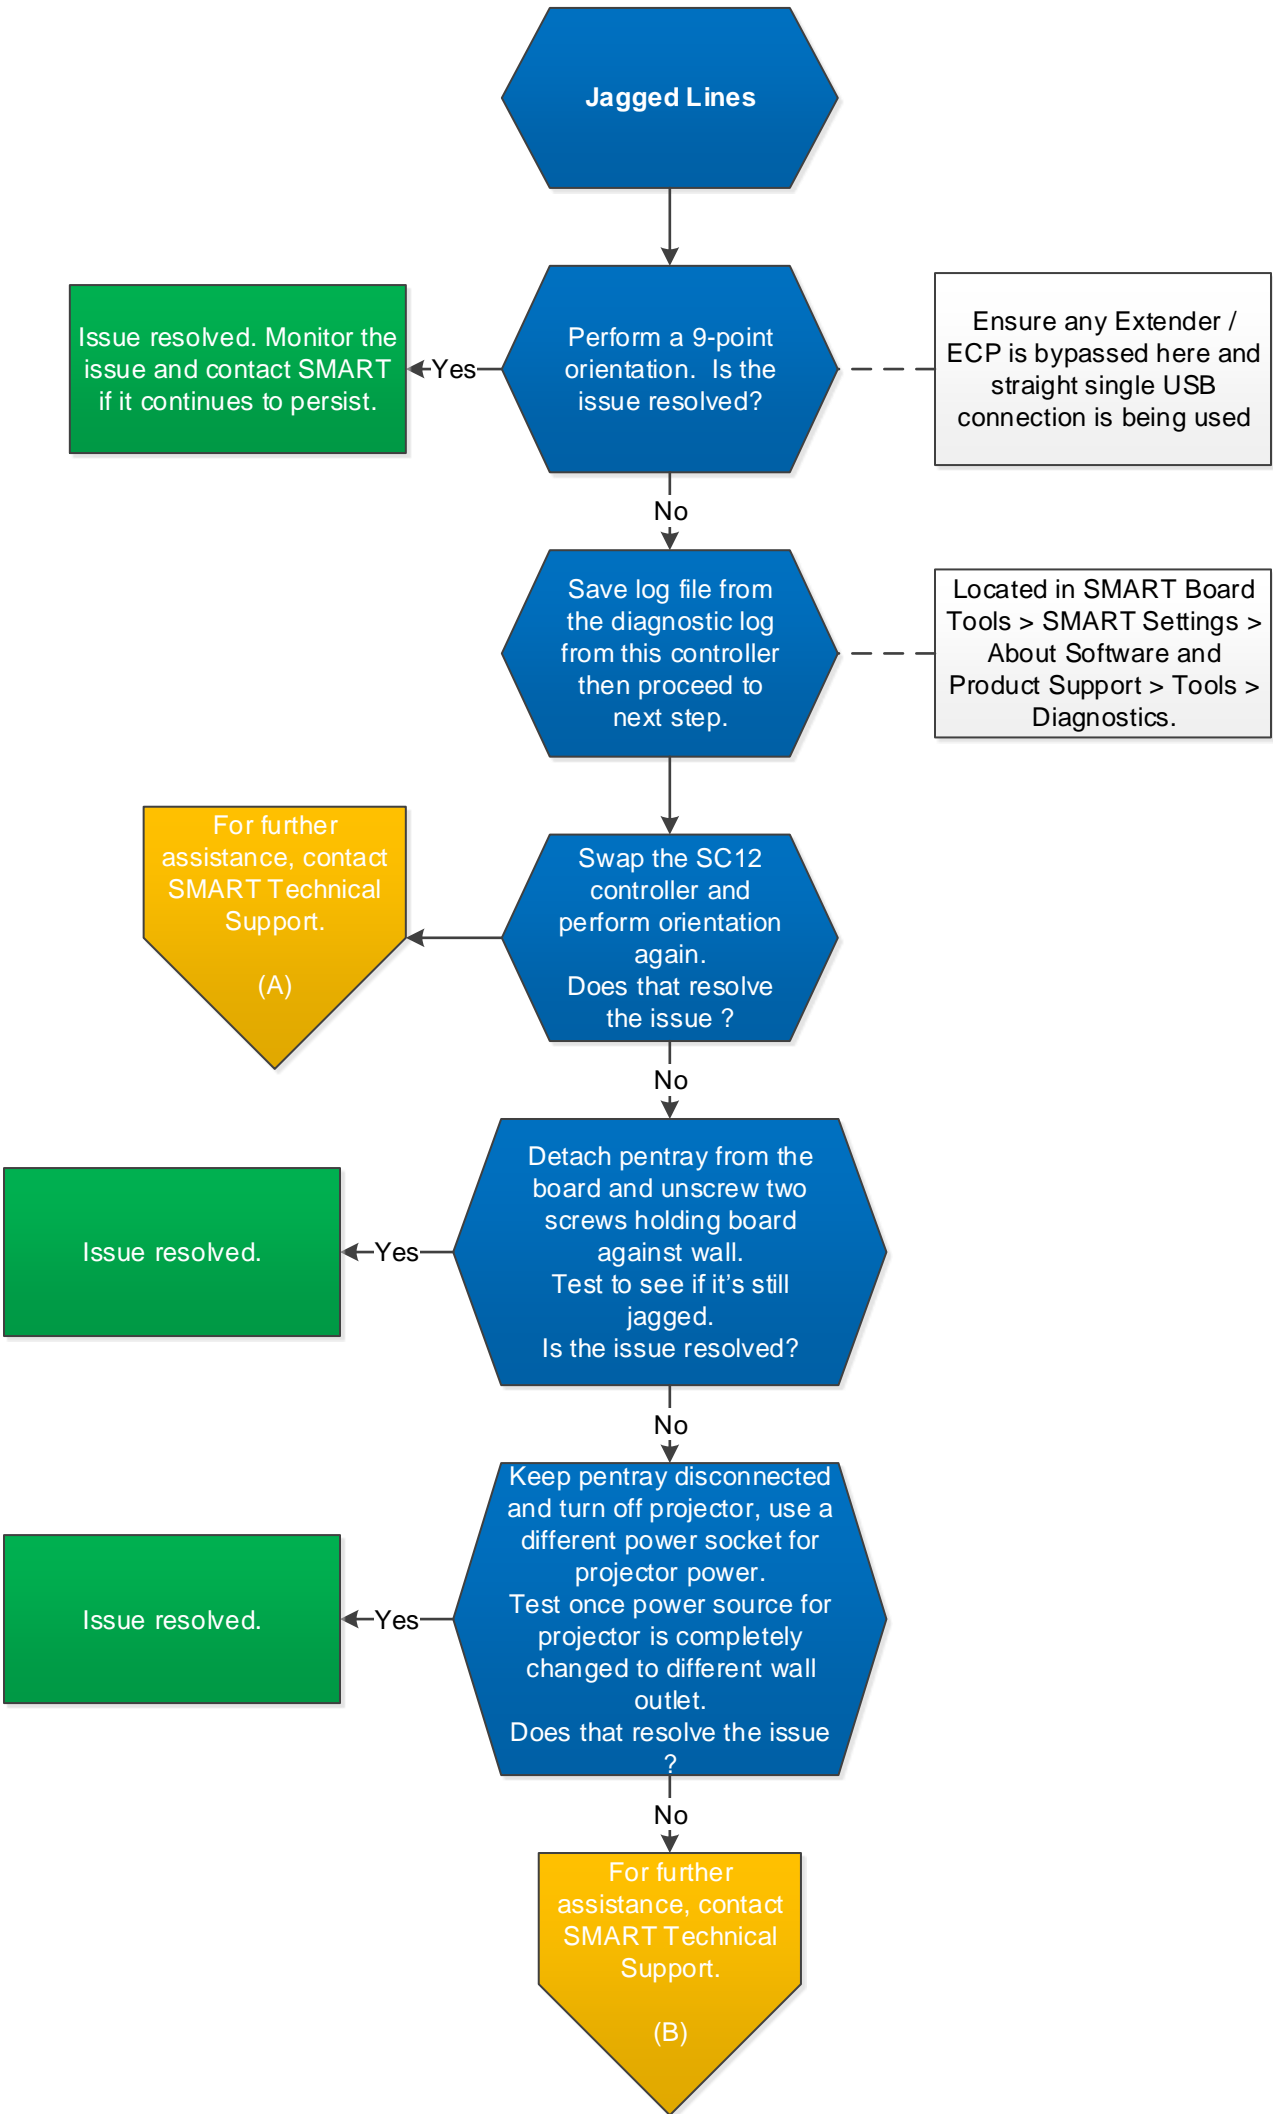 Jagged Lines
Issue resolved. Monitor the
issue and contact SMART
if it continues to persist.
Yes
Perform a 9-point
orientation.  Is the
issue resolved?
Ensure any Extender /
ECP is bypassed here and
straight single USB
connection is being used
No
Save log file from
the diagnostic log
from this controller
then proceed to
next step.
Located in SMART Board
Tools > SMART Settings >
About Software and
Product Support > Tools >
Diagnostics.
For further
assistance, contact
SMART Technical
Support.
(A)
Swap the SC12
controller and
perform orientation
again.
Does that resolve
the issue ?
No
Issue resolved.
Yes
Detach pentray from the
board and unscrew two
screws holding board
against wall.
Test to see if it’s still
jagged.
Is the issue resolved?
No
Issue resolved.
Yes
Keep pentray disconnected
and turn off projector, use a
different power socket for
projector power.
Test once power source for
projector is completely
changed to different wall
outlet.
Does that resolve the issue
?
No
For further
assistance, contact
SMART Technical
Support.
(B)